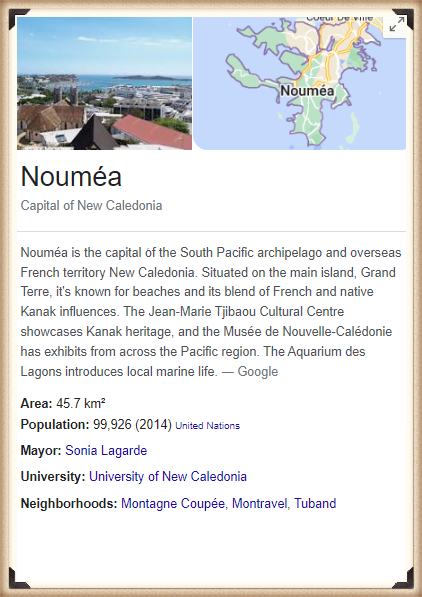 Coeur De Ville
Nouméa
Nouméa
Capital of New Caledonia
Nouméa is the capital of the South Pacific archipelago and overseas
French territory New Caledonia. Situated on the main island, Grand
Terre, it's known for beaches and its blend of French and native
Kanak influences. The Jean-Marie Tjibaou Cultural Centre
showcases Kanak heritage, and the Musée de Nouvelle-Calédonie
has exhibits from across the Pacific region. The Aquarium des
Lagons introduces local marine life. — Google
Area: 45.7 km²
Population: 99,926 (2014) United Nations
Mayor: Sonia Lagarde
University: University of New Caledonia
Neighborhoods: Montagne Coupée, Montravel, Tuband